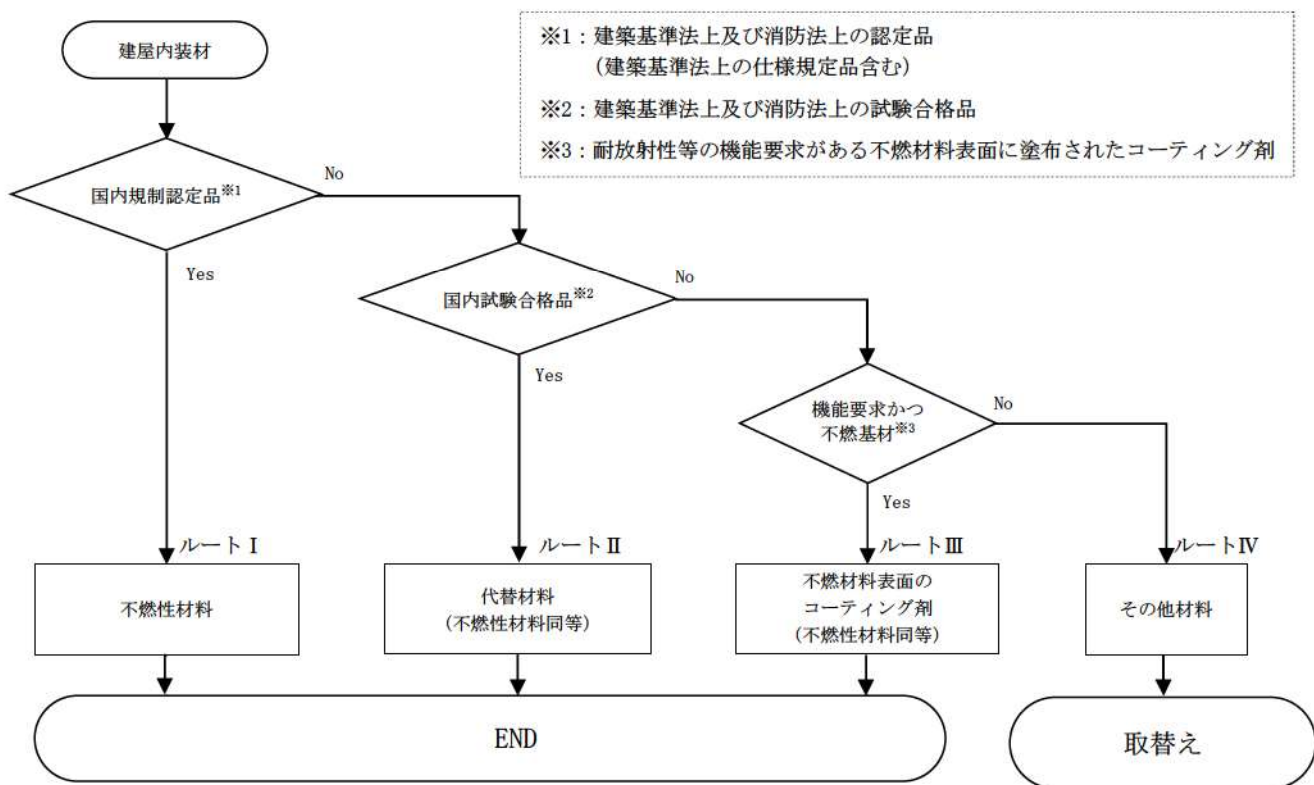 建屋内装材
※1：建築基準法上及び消防法上の認定品
（建築基準法上の仕様規定品含む）
※2：建築基準法上及び消防法上の試験合格品
※3：耐放射性等の機能要求がある不燃材料表面に塗布されたコーティング剤
国内規制認定品※1
No
Yes
国内試験合格品※2
No
Yes
機能要求かつ
不燃基材※3
No
Yes
ルートⅠ
ルートⅡ
ルートⅢ
ルートⅣ
不燃性材料
代替材料
(不燃性材料同等)
不燃材料表面の
コーティング剤
(不燃性材料同等)
その他材料
END
取替え